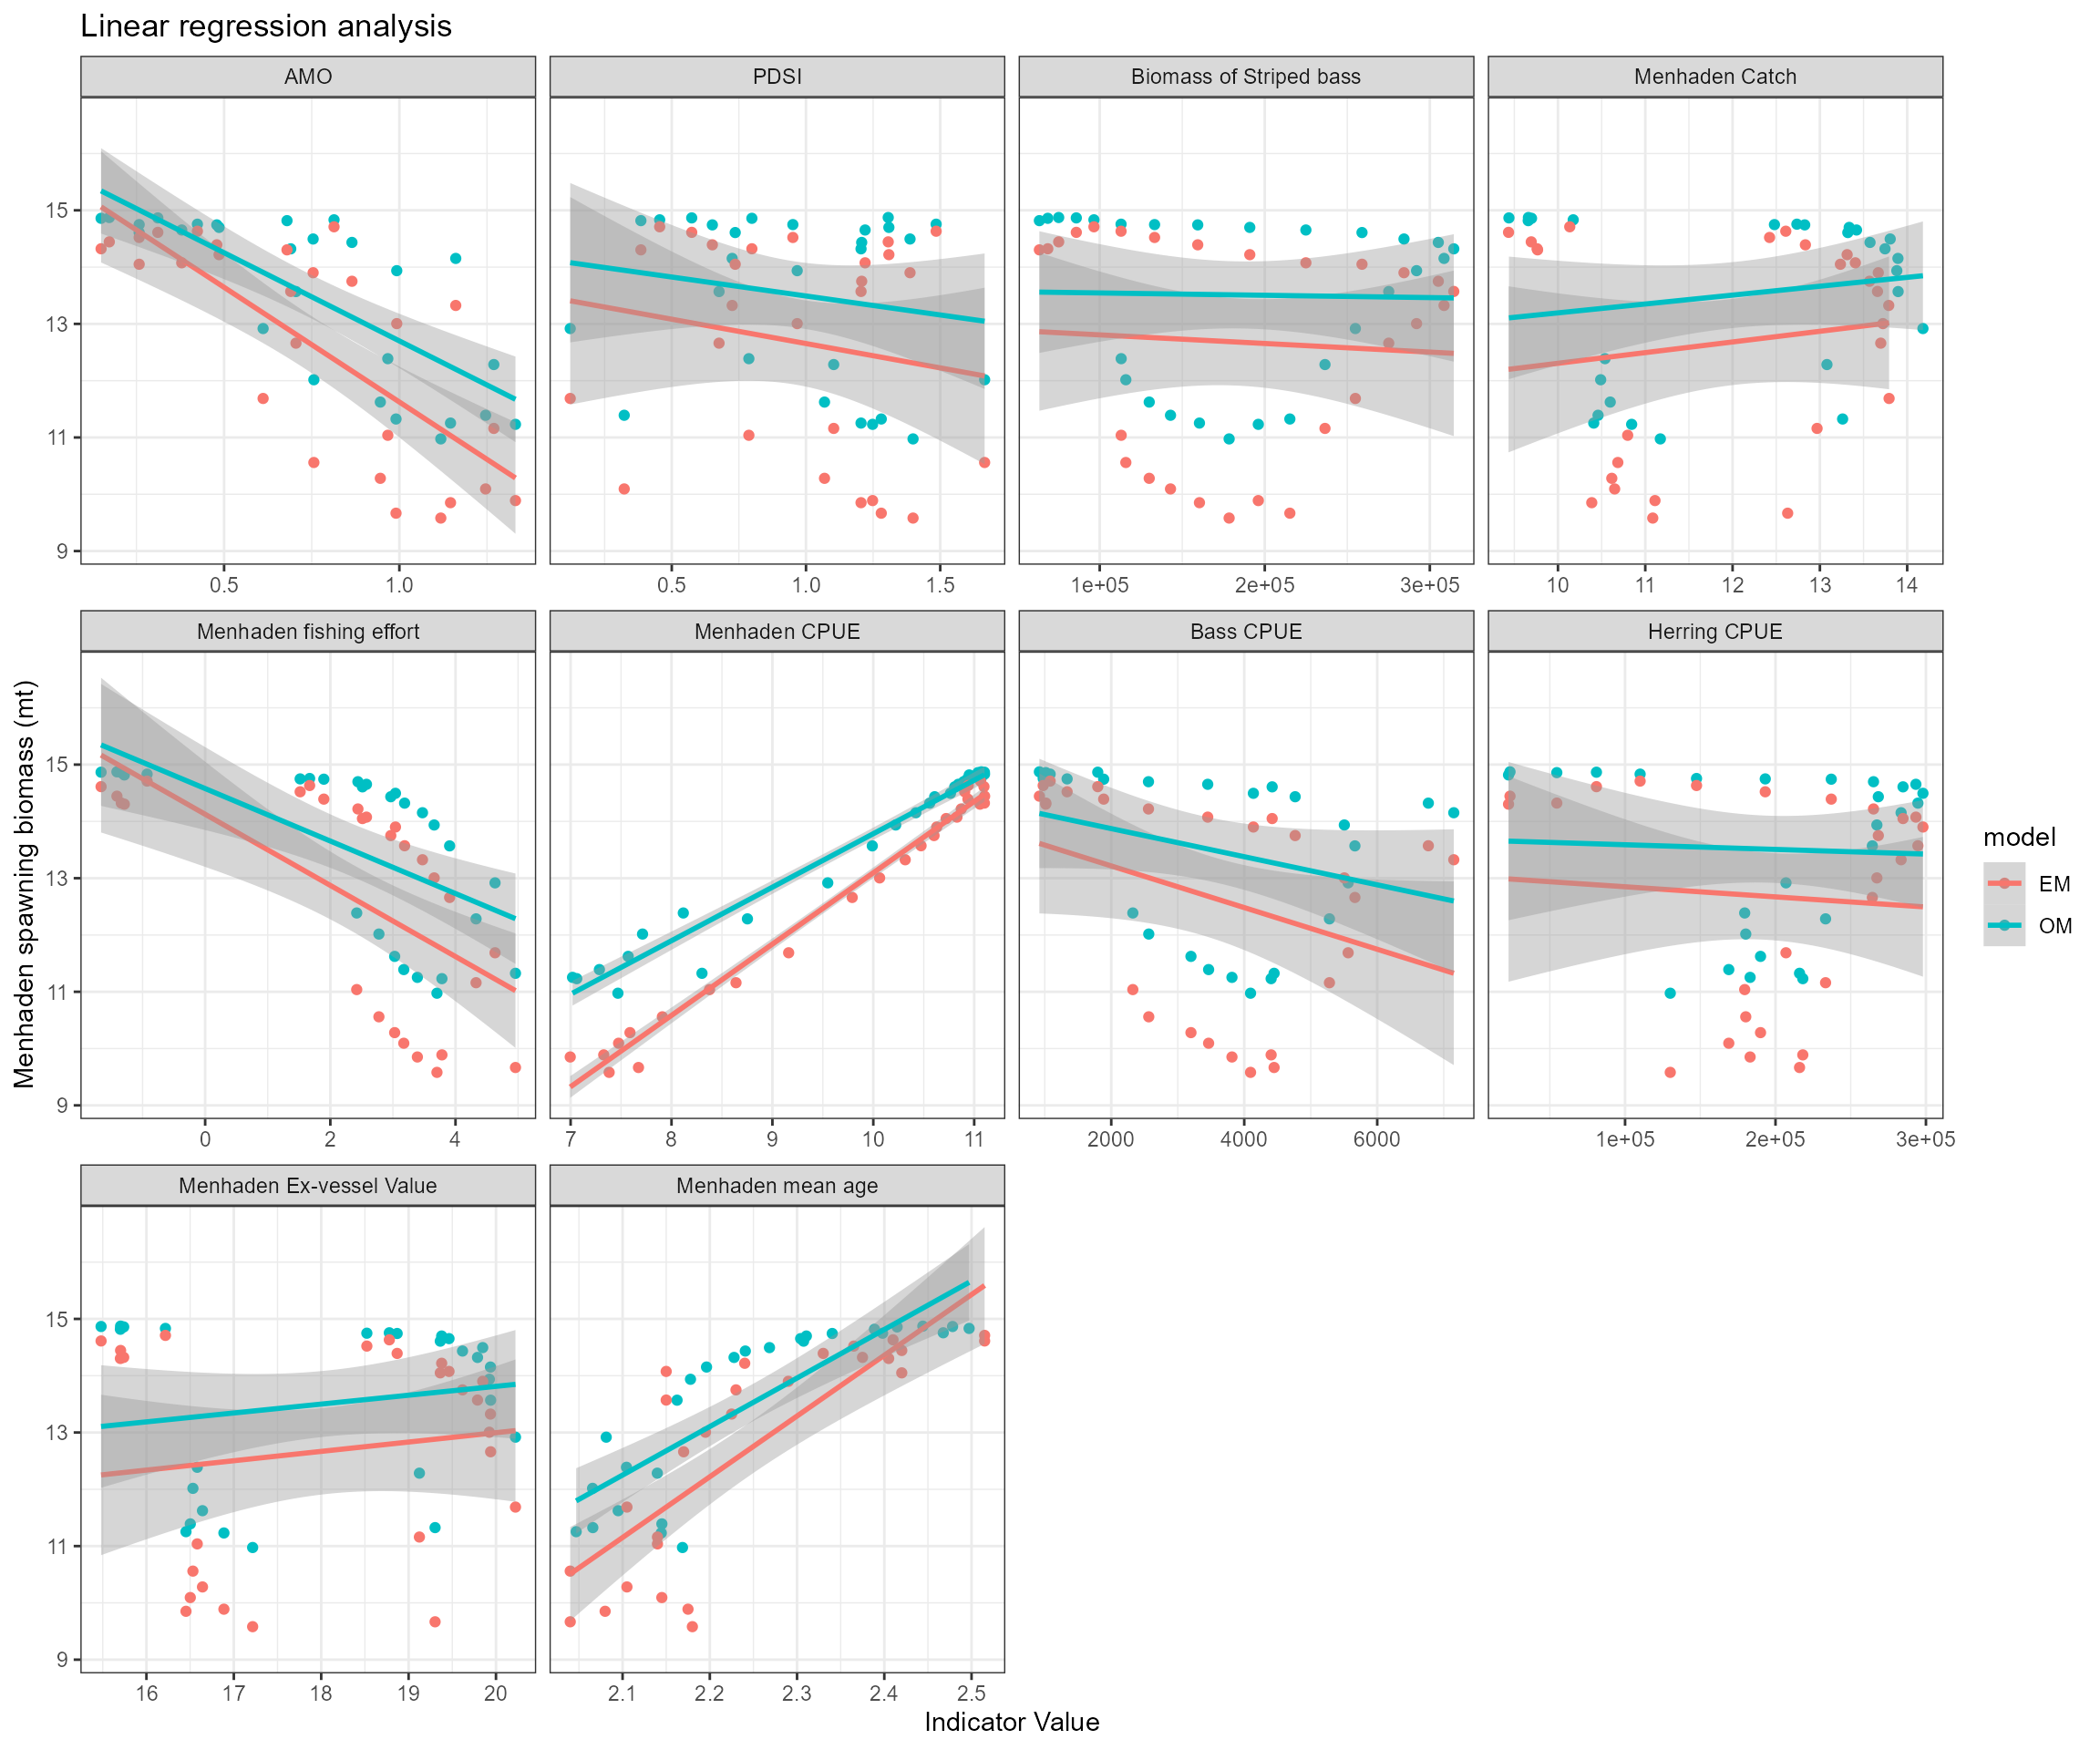 Linear regression analysis
AMO PDSI Biomass of Striped bass Menhaden Catch
15
13
11
9
0.5 1.0 0.5 1.0 1.5 1e+05 2e+05 3e+05 10 11 12 13 14
Menhaden fishing effort Menhaden CPUE Bass CPUE Herring CPUE
15
13
11
9
0 2 4 7 8 9 10 11 2000 4000 6000 1e+05 2e+05 3e+05
Menhaden Ex-vessel Value Menhaden mean age
15
13
11
9
16 17 18 19 20 2.1 2.2 2.3 2.4 2.5
Indicator Value
Menhaden spawning biomass (mt)
model
EM
OM